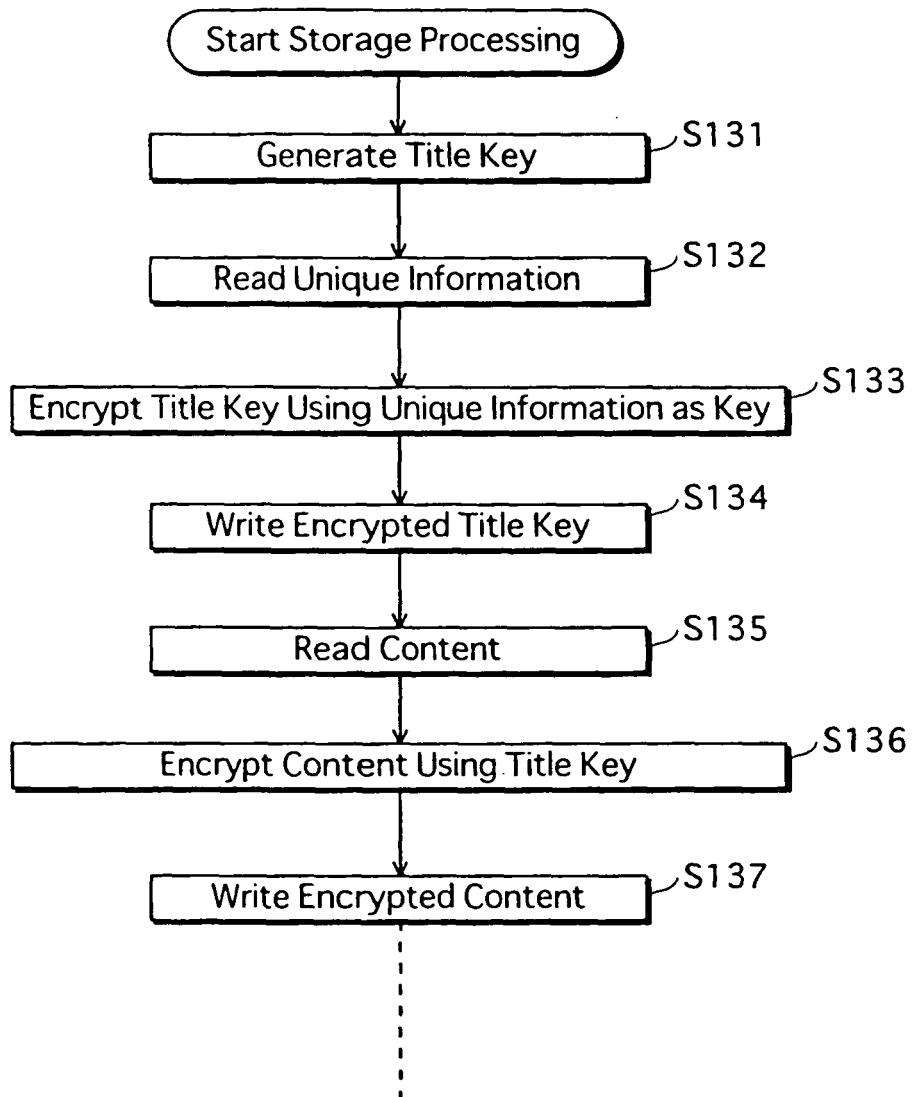 Start Storage Processing
S131
Generate Title Key
S132
Read Unique Information
S133
Encrypt Title Key Using Unique Information as Key
S134
Write Encrypted Title Key
S135
Read Content
S136
Encrypt Content Using Title Key
S137
Write Encrypted Content